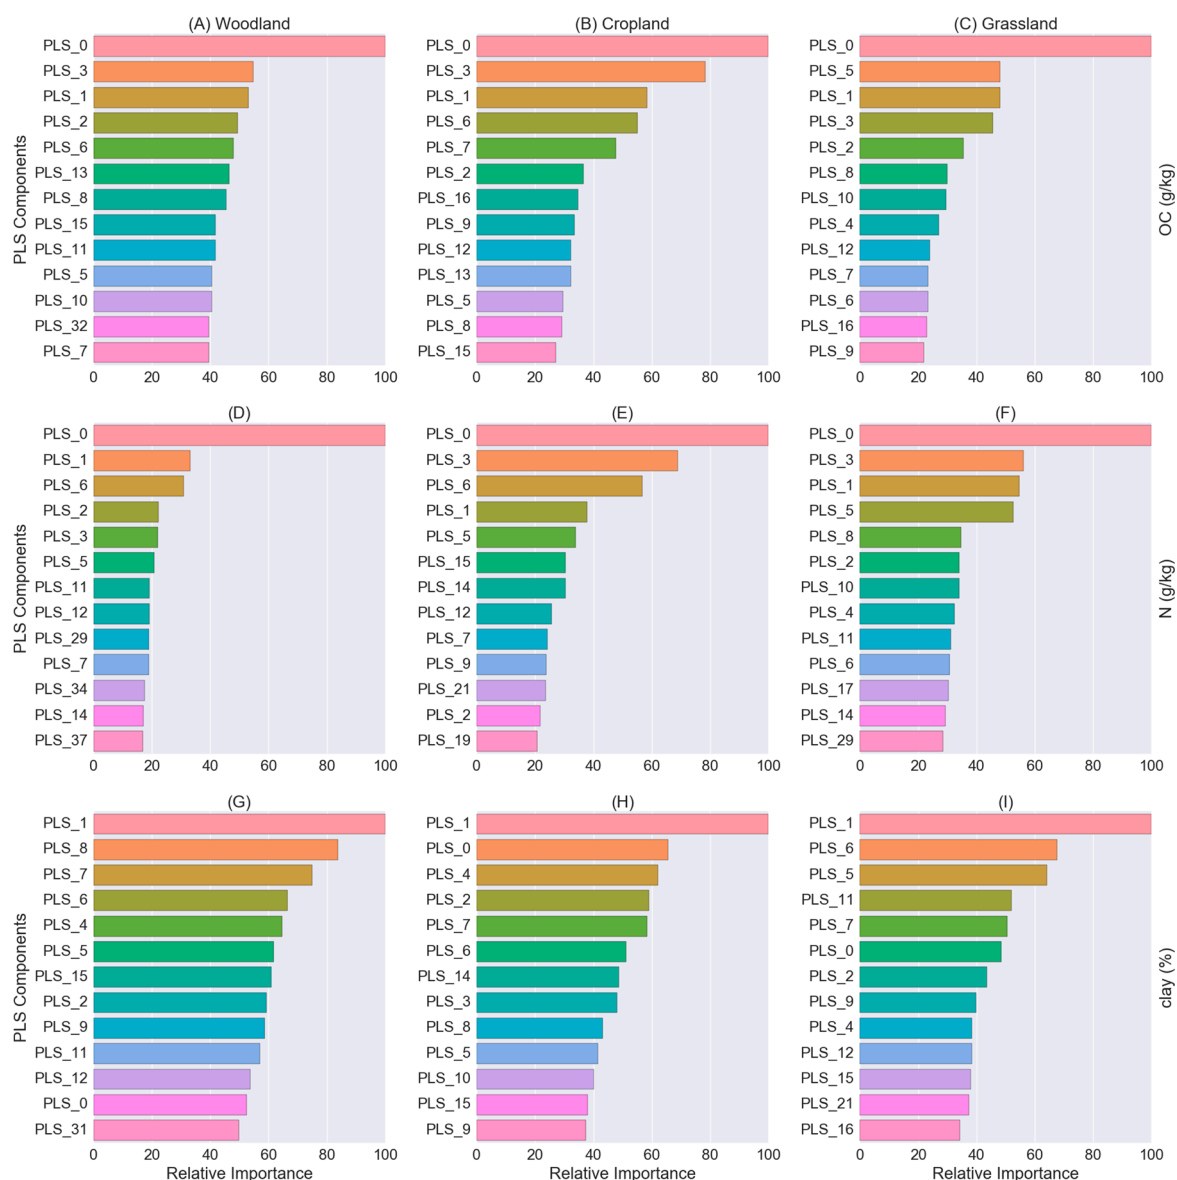 (A) Woodland
PLS Components
PLS_0
PLS_3
PLS_1
PLS_2
PLS_6
PLS_13
PLS_8
PLS_15
PLS_11
PLS_5
PLS_10
PLS_32
PLS_7
0 20 40 60 80 100
(B) Cropland
PLS_0
PLS_3
PLS_1
PLS_6
PLS_7
PLS_2
PLS_16
PLS_9
PLS_12
PLS_13
PLS_5
PLS_8
PLS_15
0 20 40 60 80 100
(C) Grassland
PLS_0
PLS_5
PLS_1
PLS_3
PLS_2
PLS_8
PLS_10
PLS_4
PLS_12
PLS_7
PLS_6
PLS_16
PLS_9
0 20 40 60 80 100
OC (g/kg)
(D)
PLS Components
PLS_0
PLS_1
PLS_6
PLS_2
PLS_3
PLS_5
PLS_11
PLS_12
PLS_29
PLS_7
PLS_34
PLS_14
PLS_37
0 20 40 60 80 100
(E)
PLS_0
PLS_3
PLS_6
PLS_1
PLS_5
PLS_15
PLS_14
PLS_12
PLS_7
PLS_9
PLS_21
PLS_2
PLS_19
0 20 40 60 80 100
(F)
PLS_0
PLS_3
PLS_1
PLS_5
PLS_8
PLS_2
PLS_10
PLS_4
PLS_11
PLS_6
PLS_17
PLS_14
PLS_29
0 20 40 60 80 100
N (g/kg)
(G)
PLS Components
PLS_1
PLS_8
PLS_7
PLS_6
PLS_4
PLS_5
PLS_15
PLS_2
PLS_9
PLS_11
PLS_12
PLS_0
PLS_31
0 20 40 60 80 100
Relative Importance
(H)
PLS_1
PLS_0
PLS_4
PLS_2
PLS_7
PLS_6
PLS_14
PLS_3
PLS_8
PLS_5
PLS_10
PLS_15
PLS_9
0 20 40 60 80 100
Relative Importance
(I)
PLS_1
PLS_6
PLS_5
PLS_11
PLS_7
PLS_0
PLS_2
PLS_9
PLS_4
PLS_12
PLS_15
PLS_21
PLS_16
0 20 40 60 80 100
Relative Importance
clay (%)